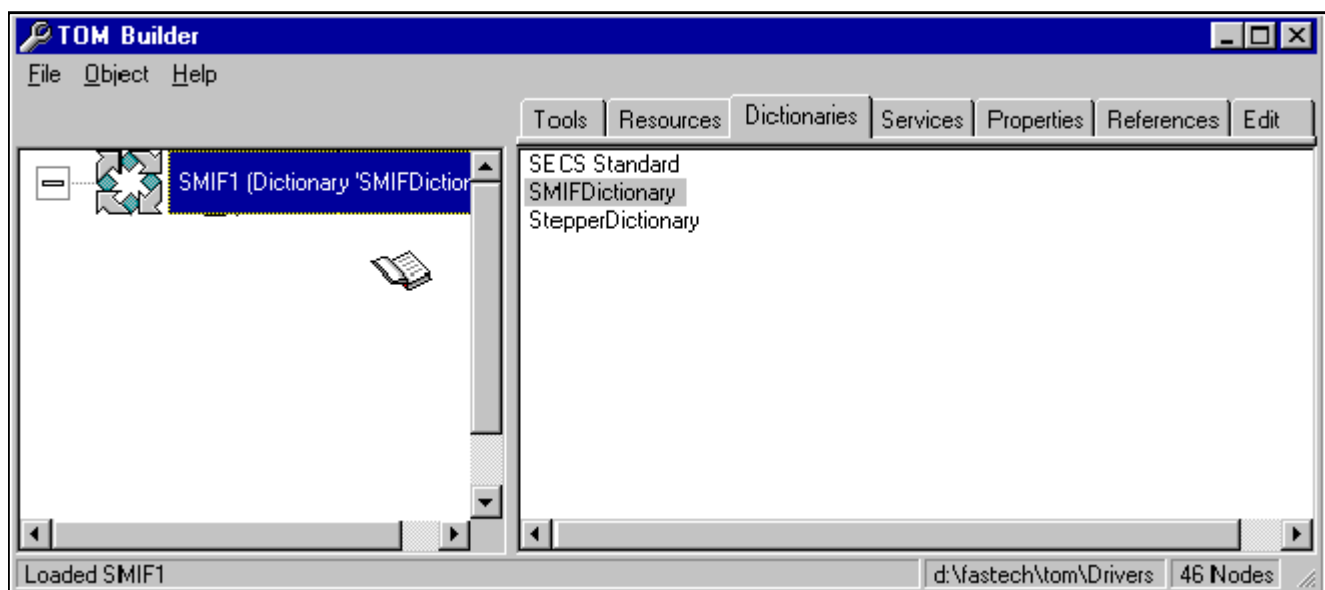 TOM Builder
File Object Help
Tools Resources Dictionaries Services Properties References Edit
SMIF1 (Dictionary 'SMIFDiction
SECS Standard
SMIFDictionary
StepperDictionary
Loaded SMIF1 d:\fastech\tom\Drivers 46 Nodes